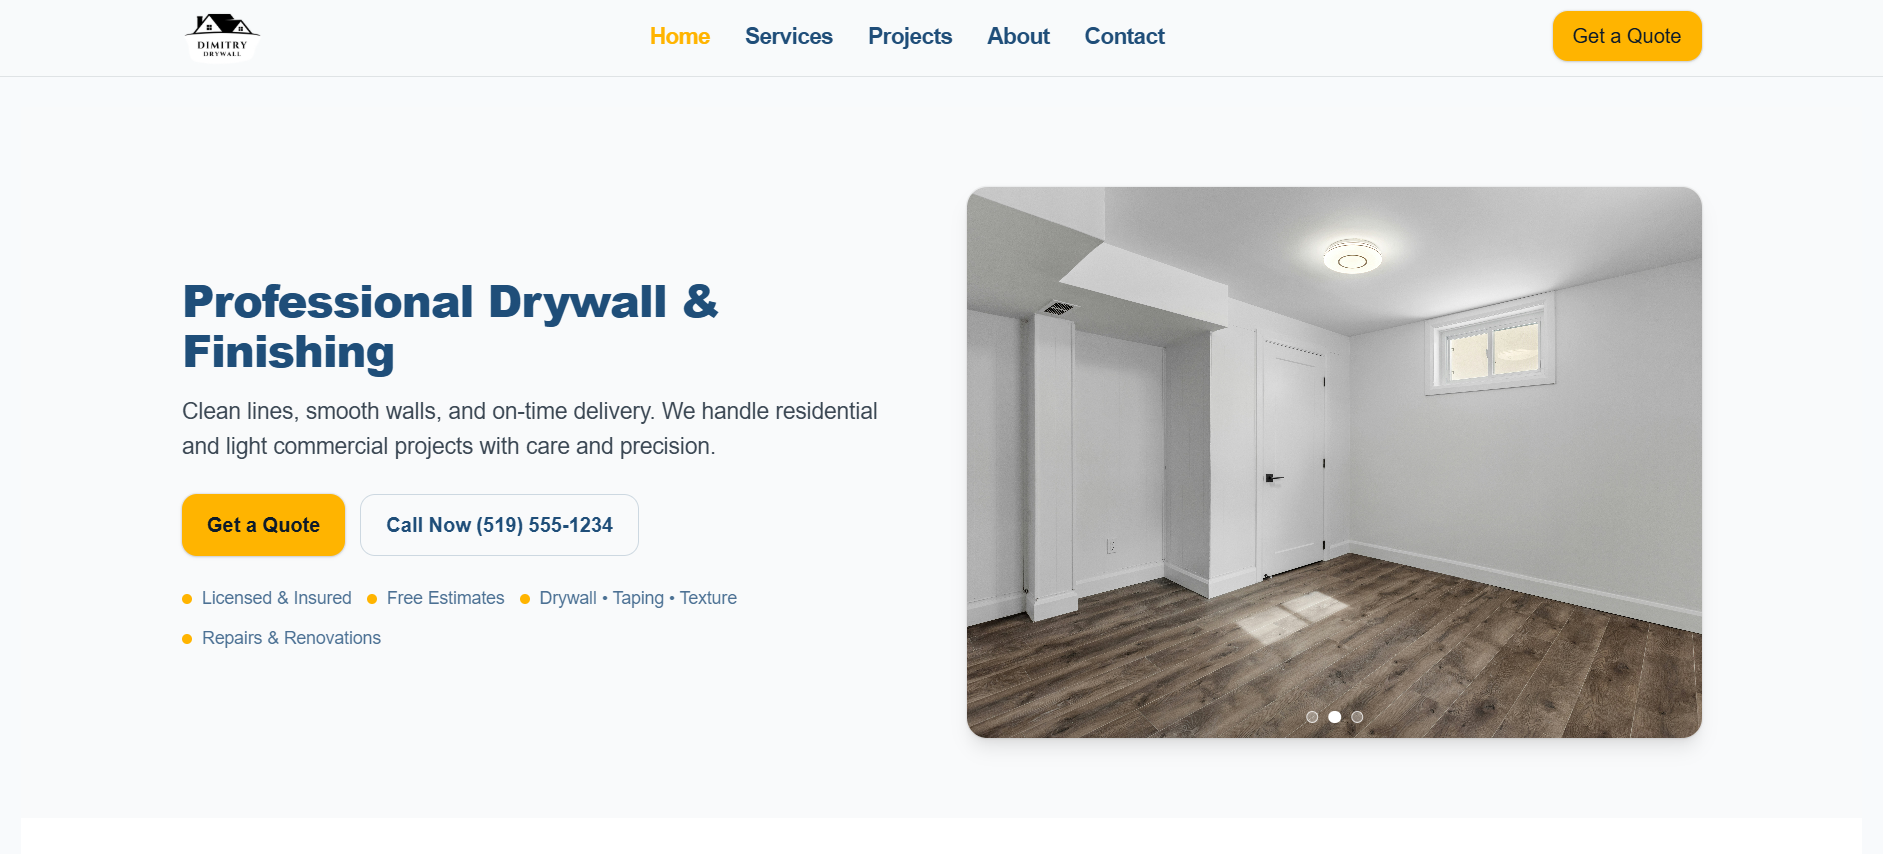 DIMITRY
DRYWALL
Home Services Projects About Contact
Get a Quote
Professional Drywall &
Finishing
Clean lines, smooth walls, and on-time delivery. We handle residential
and light commercial projects with care and precision.
Get a Quote Call Now (519) 555-1234
Licensed & Insured Free Estimates Drywall • Taping • Texture
Repairs & Renovations